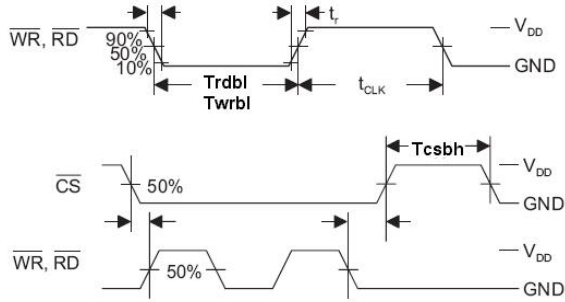 WR, RD 90% 50% 10% tr VDD GND
Trdbl tCLK
Twrbl
Tcsbh
CS 50% VDD GND
WR, RD 50% VDD GND